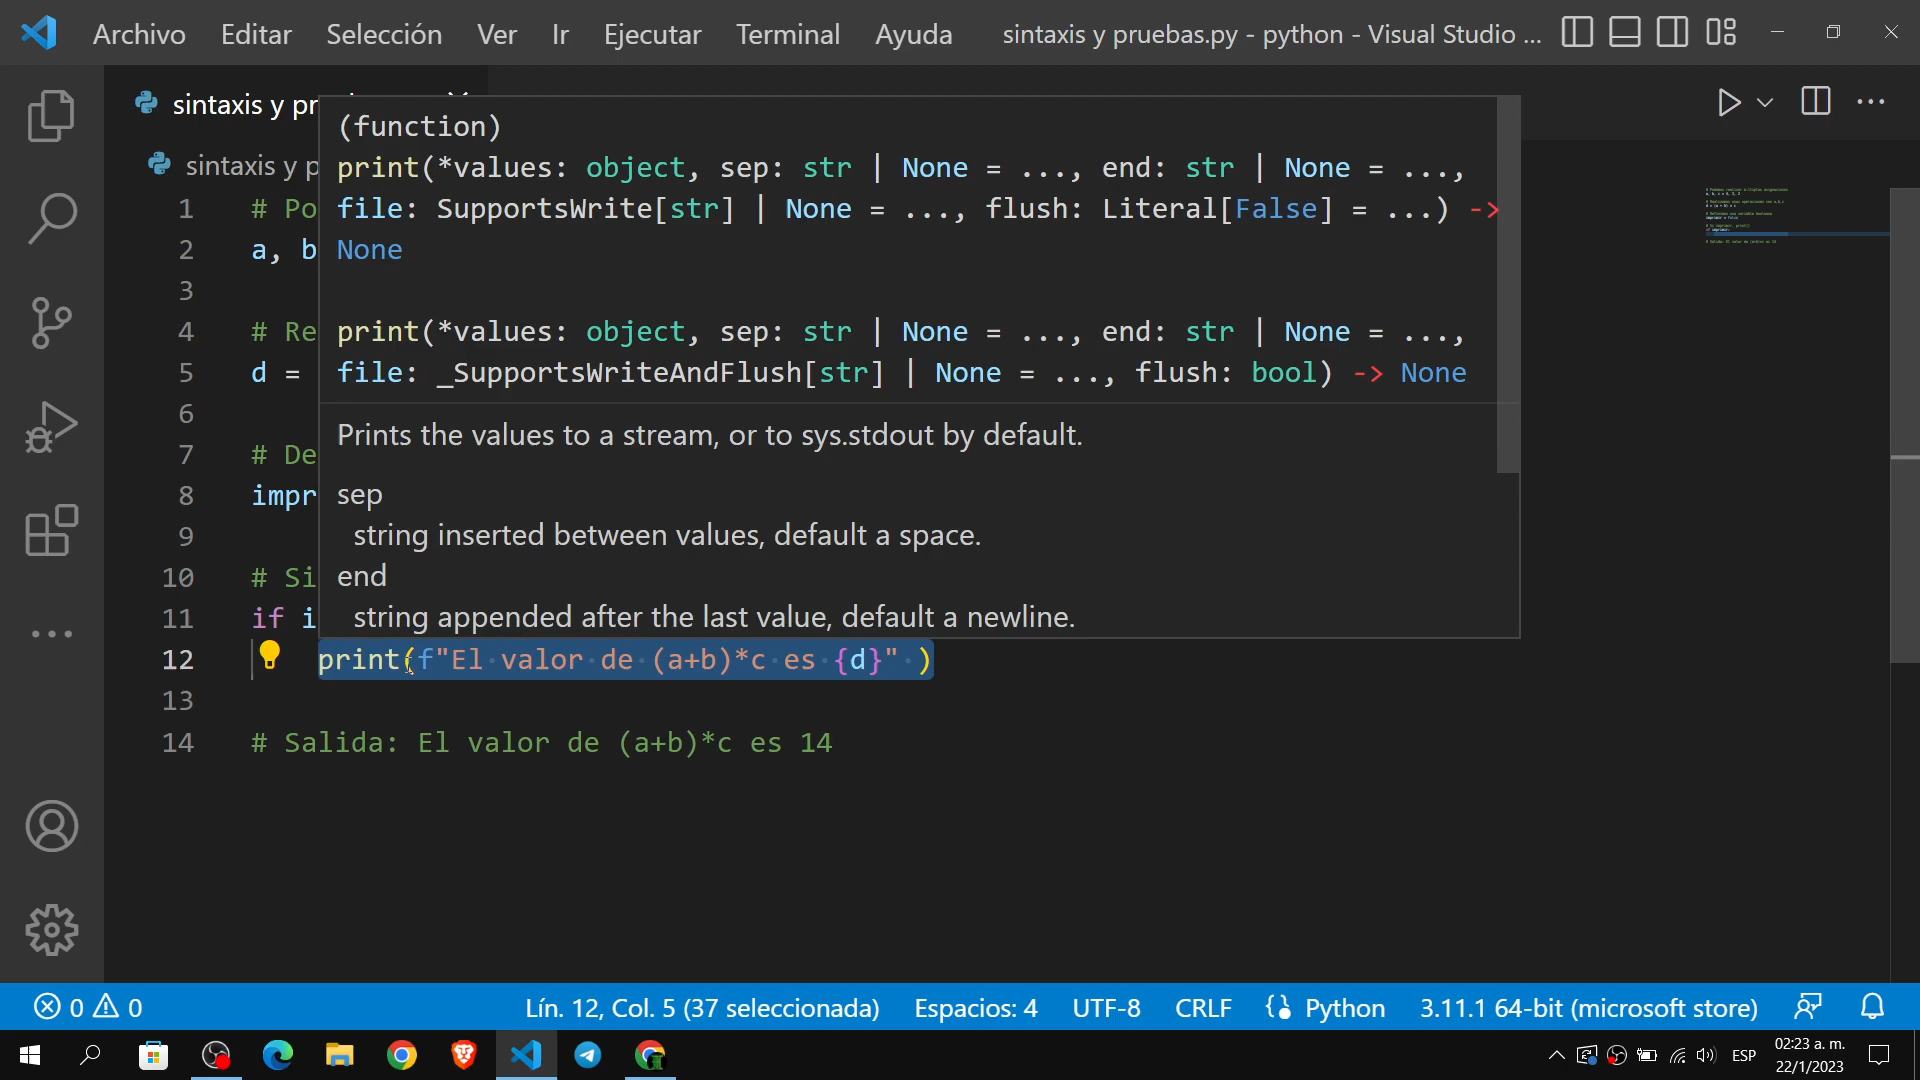 Archivo Editar Selección Ver Ir Ejecutar Terminal Ayuda sintaxis y pruebas.py - python - Visual Studio ...
sintaxis y pr
sintaxis y p
(function)
print(*values: object, sep: str | None = ..., end: str | None = ...,
file: SupportsWrite[str] | None = ..., flush: Literal[False] = ...) ->
None
print(*values: object, sep: str | None = ..., end: str | None = ...,
file: _SupportsWriteAndFlush[str] | None = ..., flush: bool) -> None
Prints the values to a stream, or to sys.stdout by default.
sep
string inserted between values, default a space.
end
string appended after the last value, default a newline.
1 # Po
2 a, b
3
4 # Re
5 d =
6
7 # De
8 impr
9
10 # Si
11 if i
12 print(f"El valor de (a+b)*c es {d}" )
13
14 # Salida: El valor de (a+b)*c es 14
0 0 Lín. 12, Col. 5 (37 seleccionada) Espacios: 4 UTF-8 CRLF Python 3.11.1 64-bit (microsoft store)
ESP 02:23 a. m.
22/1/2023